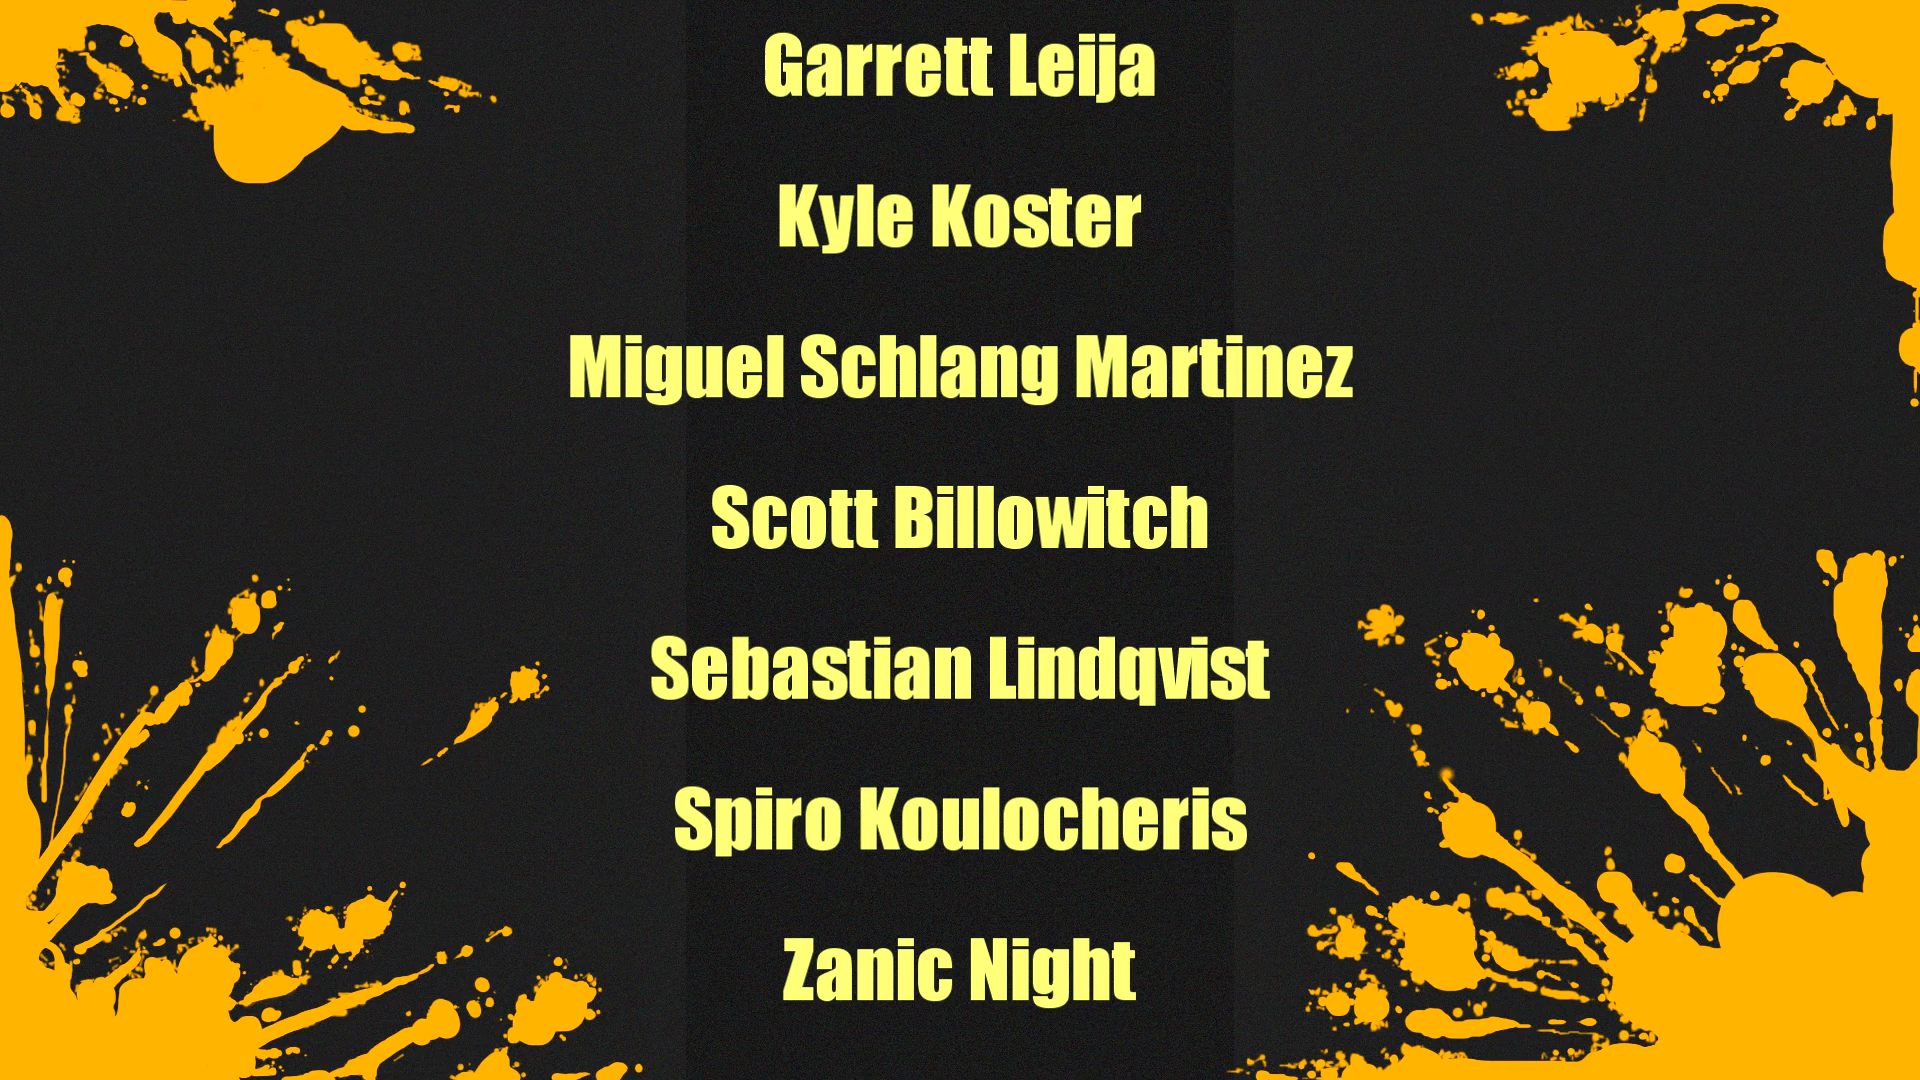 Garrett Leija
Kyle Koster
Miguel Schlang Martinez
Scott Billowitch
Sebastian Lindqvist
Spiro Koulocheris
Zanic Night